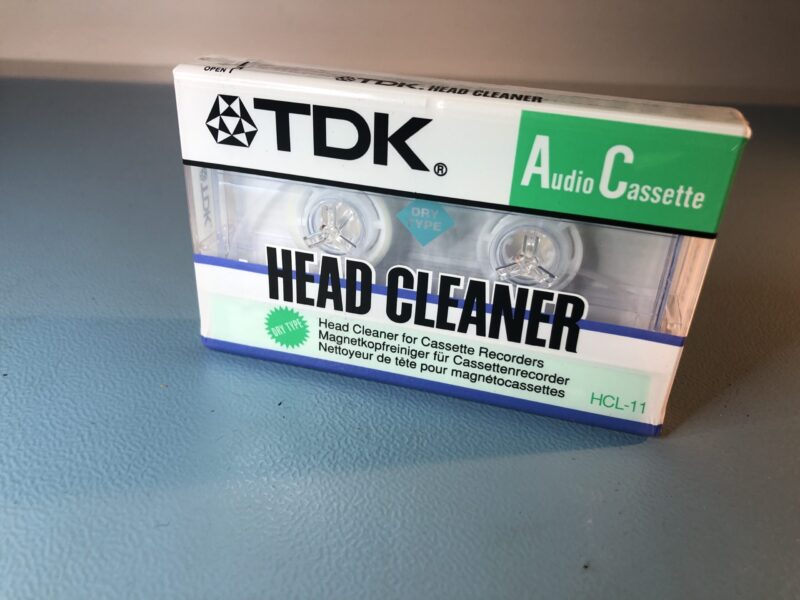 OPEN
TDK. HEAD CLEANER
TDK®
Audio Cassette
TDK
DRY
TYPE
HEAD CLEANER
DRY TYPE
Head Cleaner for Cassette Recorders
Magnetkopfreiniger für Cassettenrecorder
Nettoyeur de tête pour magnétocassettes
HCL-11